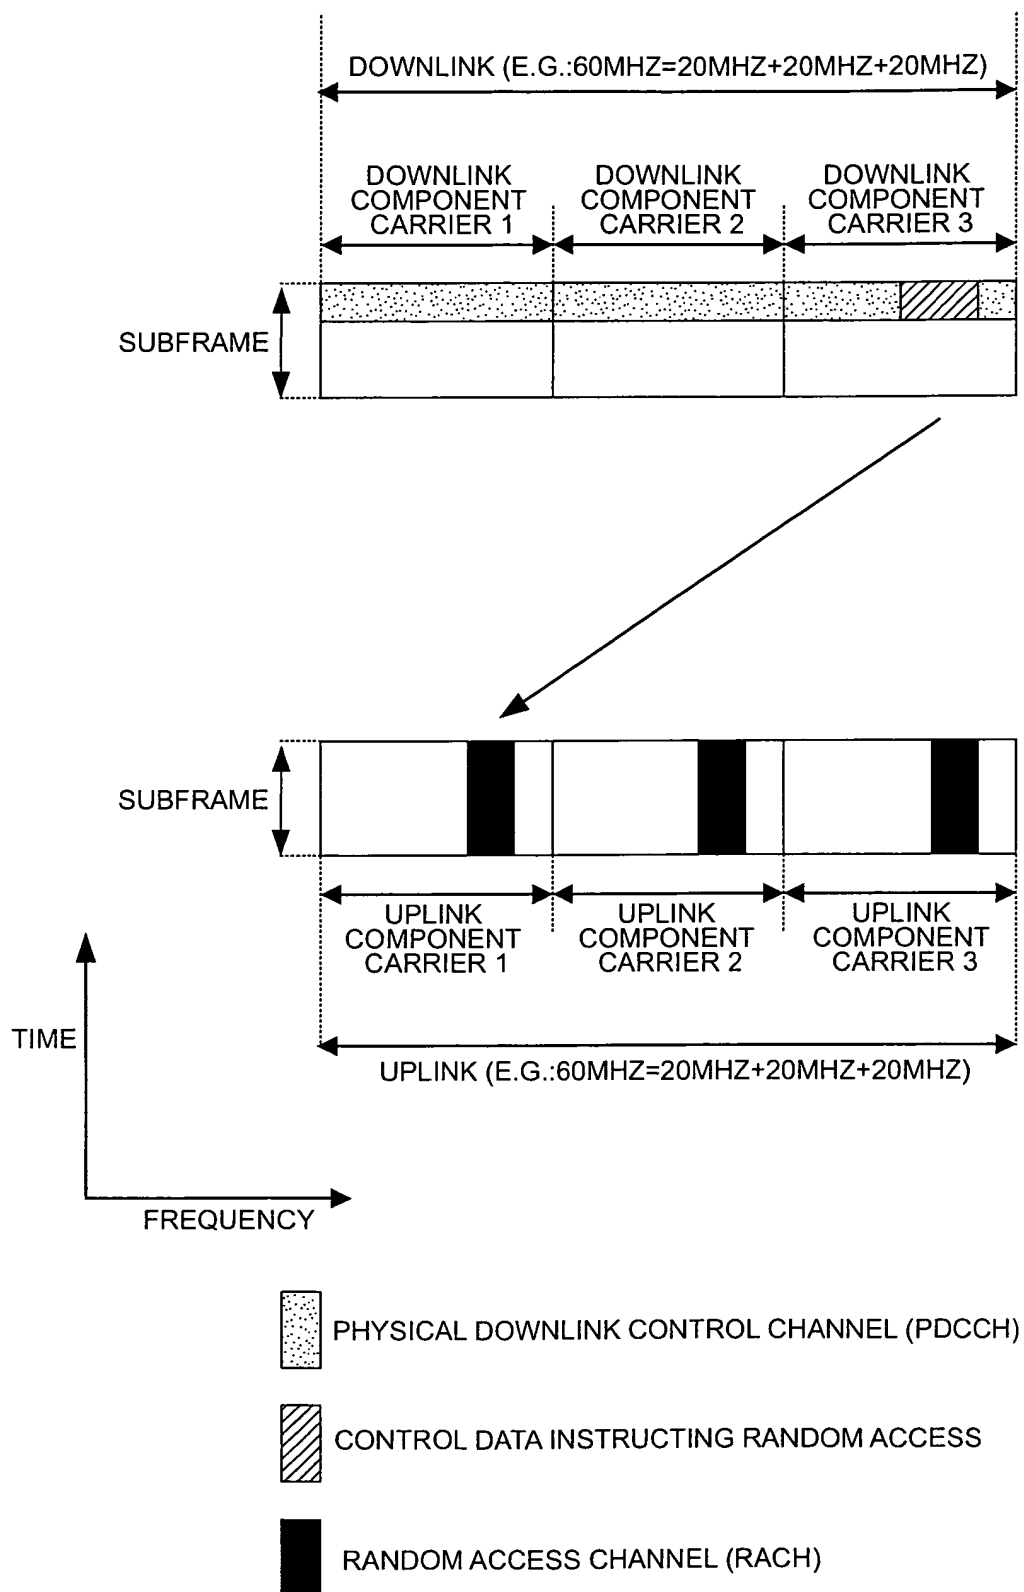 DOWNLINK (E.G.:60MHZ=20MHZ+20MHZ+20MHZ)
DOWNLINK COMPONENT CARRIER 1
DOWNLINK COMPONENT CARRIER 2
DOWNLINK COMPONENT CARRIER 3
SUBFRAME
SUBFRAME
UPLINK COMPONENT CARRIER 1
UPLINK COMPONENT CARRIER 2
UPLINK COMPONENT CARRIER 3
TIME
UPLINK (E.G.:60MHZ=20MHZ+20MHZ+20MHZ)
FREQUENCY
PHYSICAL DOWNLINK CONTROL CHANNEL (PDCCH)
CONTROL DATA INSTRUCTING RANDOM ACCESS
RANDOM ACCESS CHANNEL (RACH)